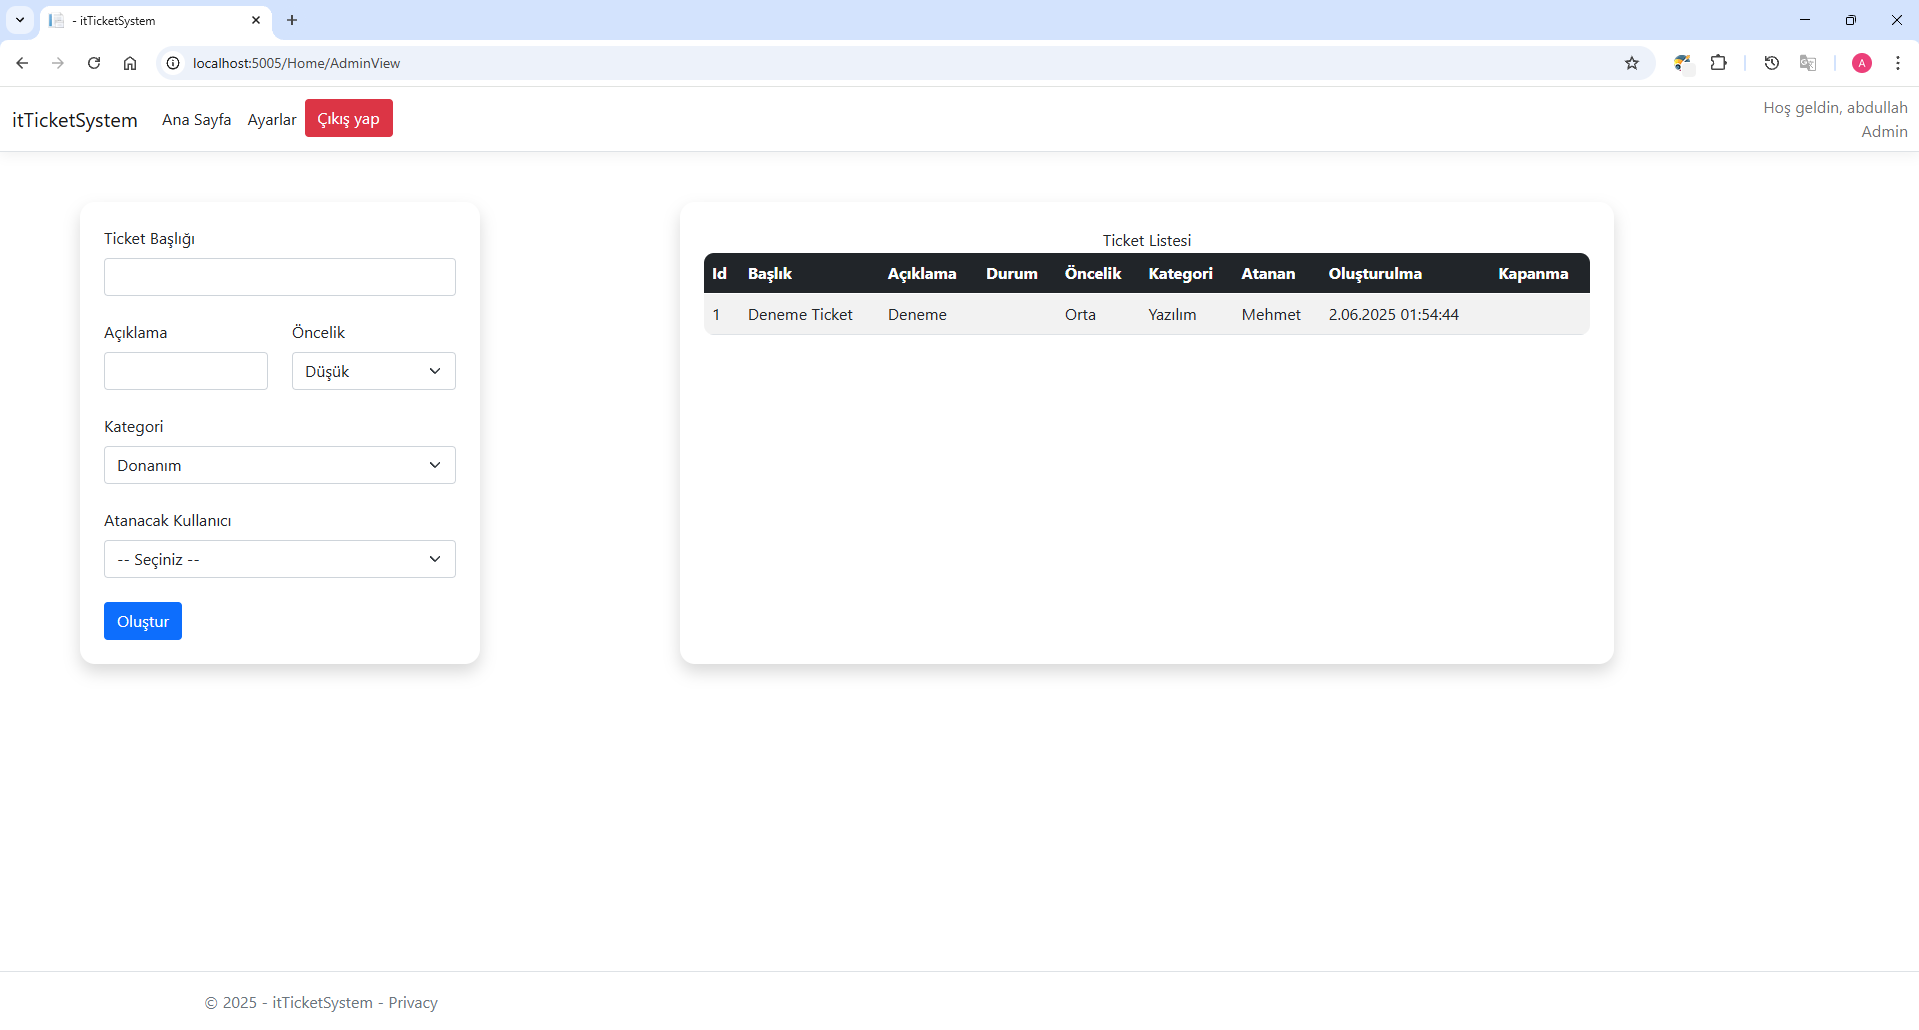 - itTicketSystem
localhost:5005/Home/AdminView
A
itTicketSystem Ana Sayfa Ayarlar Çıkış yap
Hoş geldin, abdullah
Admin
Ticket Başlığı
Açıklama Öncelik
Düşük
Kategori
Donanım
Atanacak Kullanıcı
-- Seçiniz --
Oluştur
Ticket Listesi
Id Başlık Açıklama Durum Öncelik Kategori Atanan Oluşturulma Kapanma
1 Deneme Ticket Deneme Orta Yazılım Mehmet 2.06.2025 01:54:44
© 2025 - itTicketSystem - Privacy